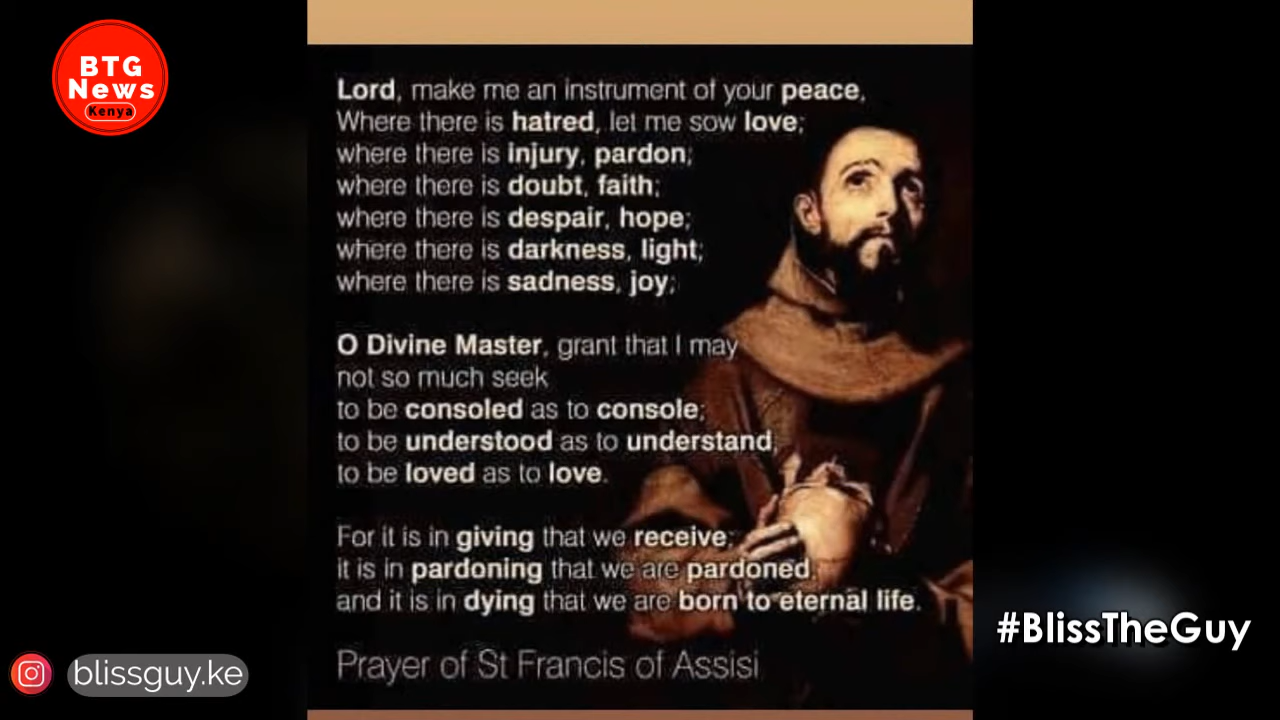 BTG
News
Kenya
Lord, make me an instrument of your peace,
Where there is hatred, let me sow love;
where there is injury, pardon;
where there is doubt, faith;
where there is despair, hope;
where there is darkness, light;
where there is sadness, joy;
O Divine Master, grant that I may
not so much seek
to be consoled as to console;
to be understood as to understand,
to be loved as to love.
For it is in giving that we receive;
it is in pardoning that we are pardoned,
and it is in dying that we are born to eternal life.
Prayer of St Francis of Assisi
#BlissTheGuy
blissguy.ke